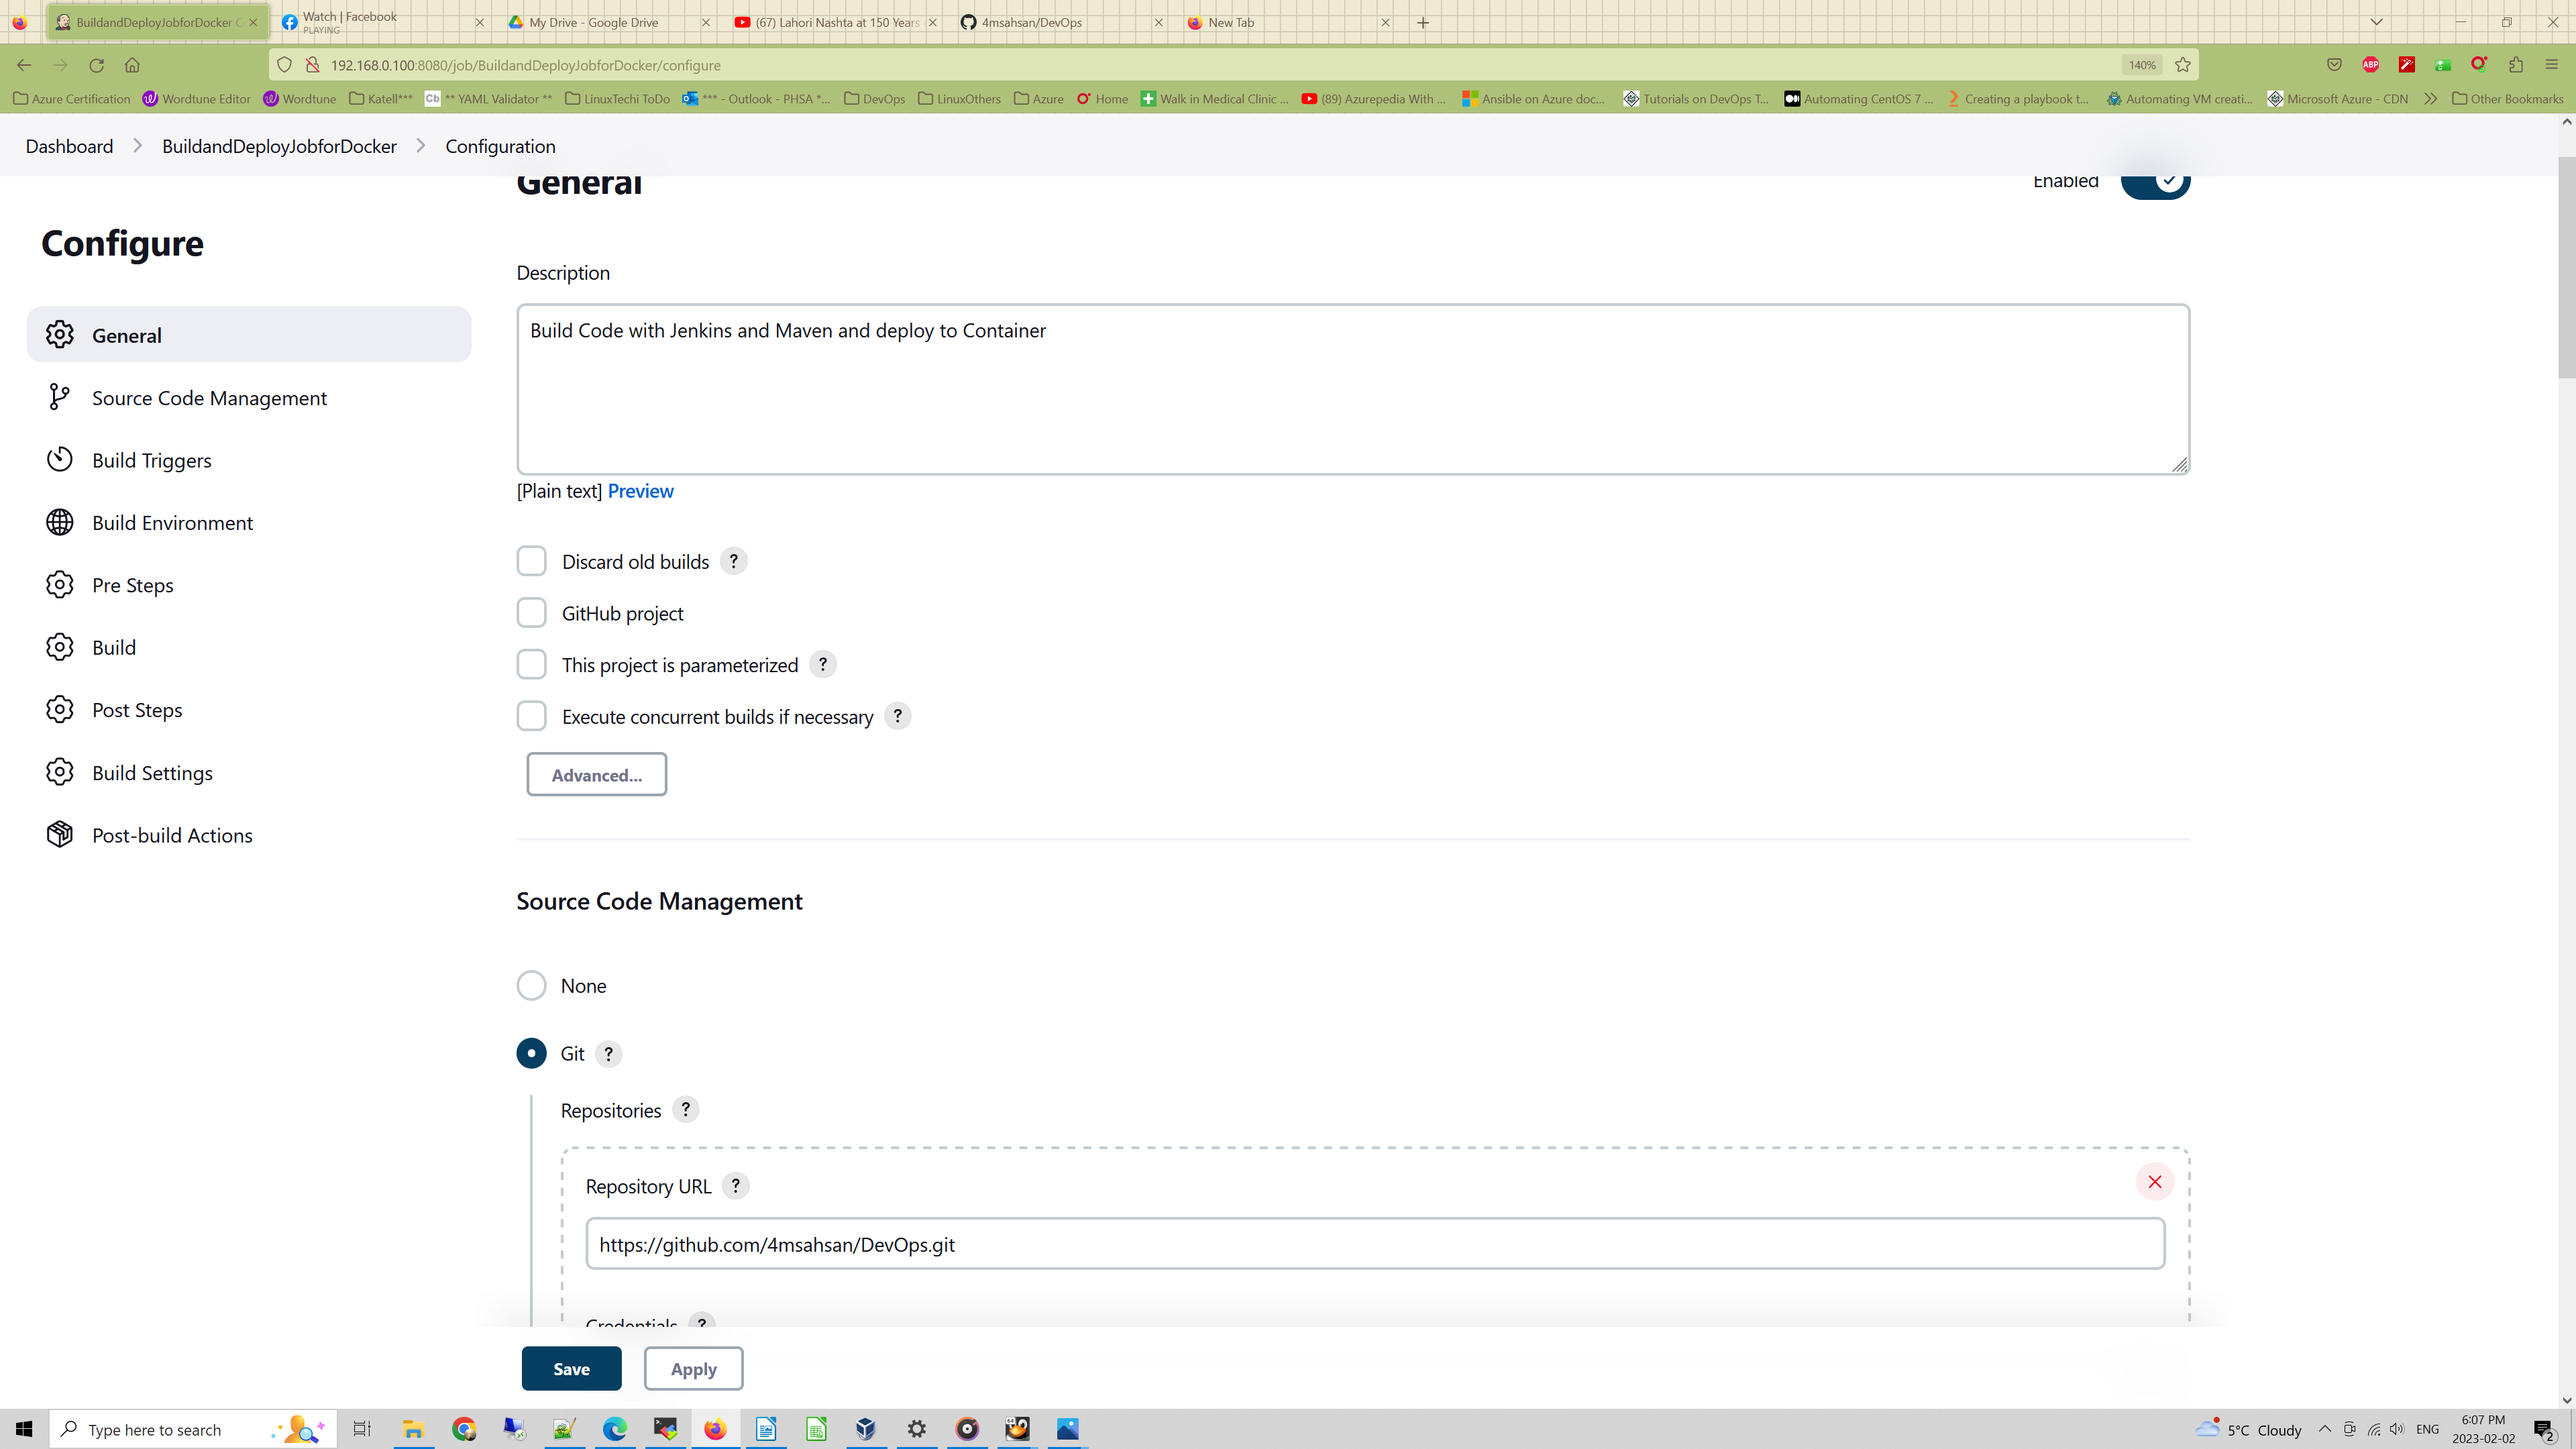 BuildandDeployJobforDocker C
Watch | Facebook
PLAYING
My Drive - Google Drive
(67) Lahori Nashta at 150 Years
4msahsan/DevOps
New Tab
192.168.0.100:8080/job/BuildandDeployJobforDocker/configure
140%
ABP
Azure Certification
Wordtune Editor
Wordtune
Katell***
Cb
** YAML Validator **
LinuxTechi ToDo
*** - Outlook - PHSA *...
DevOps
LinuxOthers
Azure
Home
Walk in Medical Clinic ...
(89) Azurepedia With ...
Ansible on Azure doc...
Tutorials on DevOps T...
Automating CentOS 7 ...
Creating a playbook t...
Automating VM creati...
Microsoft Azure - CDN
Other Bookmarks
Dashboard
BuildandDeployJobforDocker
Configuration
General
Enabled
Configure
General
Source Code Management
Build Triggers
Build Environment
Pre Steps
Build
Post Steps
Build Settings
Post-build Actions
Description
Build Code with Jenkins and Maven and deploy to Container
[Plain text] Preview
Discard old builds ?
GitHub project
This project is parameterized ?
Execute concurrent builds if necessary ?
Advanced...
Source Code Management
None
Git ?
Repositories ?
Repository URL ?
https://github.com/4msahsan/DevOps.git
Credentials ?
Save
Apply
Type here to search
5°C Cloudy
ENG
6:07 PM
2023-02-02
2